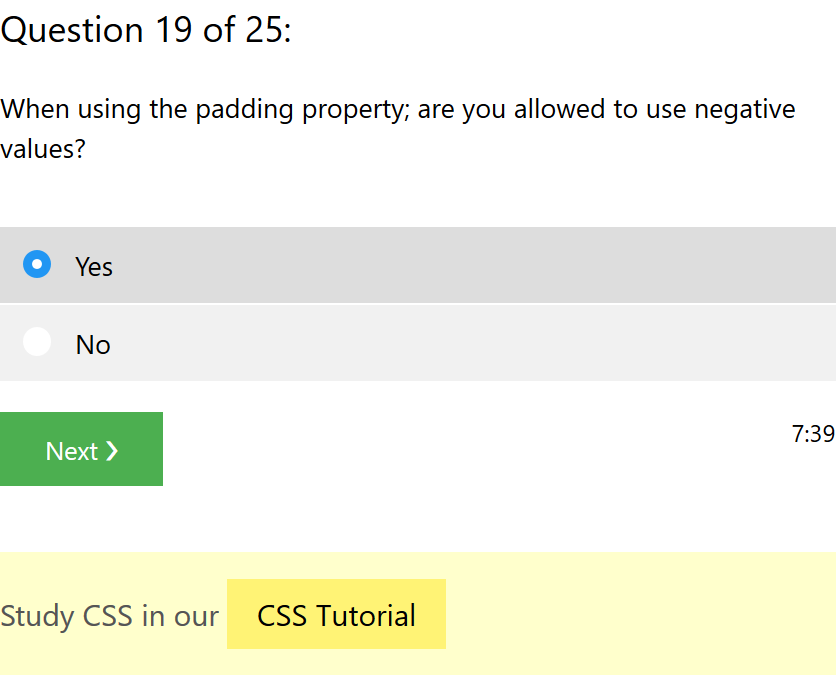 Question 19 of 25:
When using the padding property; are you allowed to use negative
values?
Yes
No
Next ❯
7:39
Study CSS in our CSS Tutorial